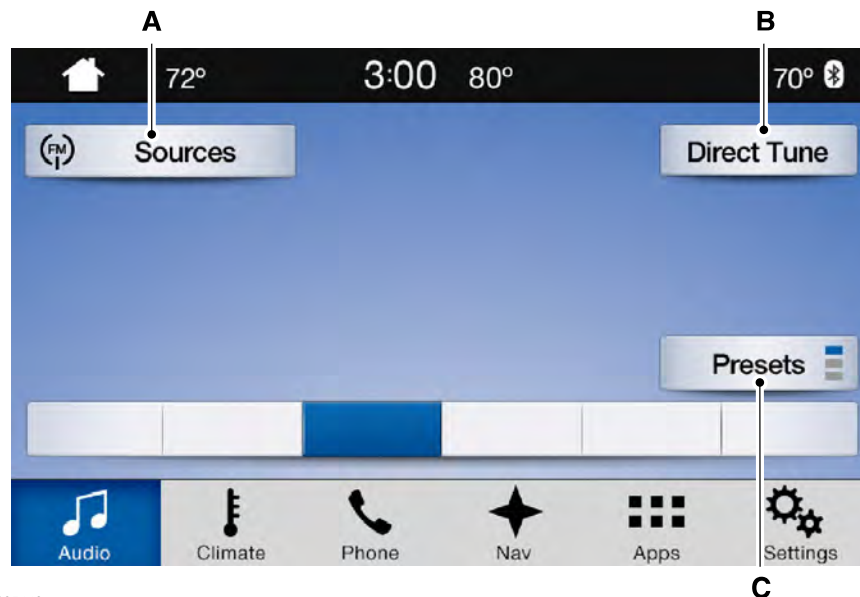 A
B
72° 3:00 80° 70°
FM Sources
Direct Tune
Presets
Audio Climate Phone Nav Apps Settings
C